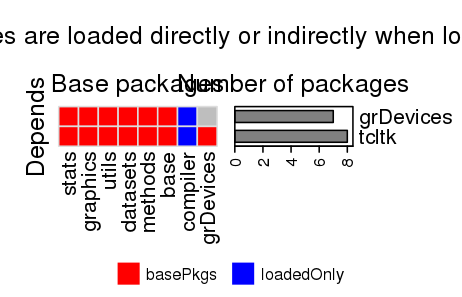 es are loaded directly or indirectly when lo
Base packages
Number of packages
Depends
grDevices
tcltk
0 2 4 6 8
stats
graphics
utils
datasets
methods
base
compiler
grDevices
basePkgs
loadedOnly